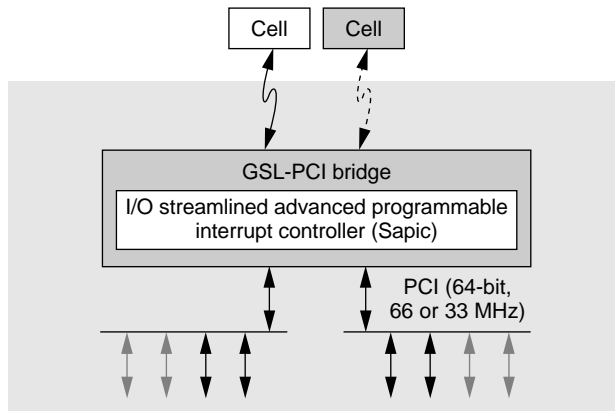 Cell
Cell
GSL-PCI bridge
I/O streamlined advanced programmable
interrupt controller (Sapic)
PCI (64-bit,
66 or 33 MHz)